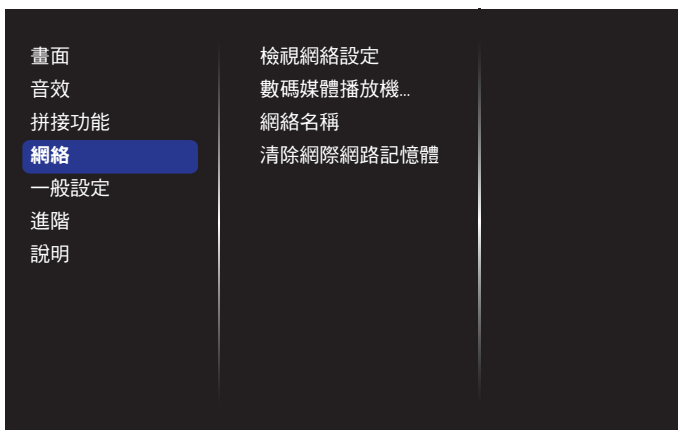 畫面
音效
拼接功能
網絡
一般設定
進階
說明
檢視網絡設定
數碼媒體播放機...
網絡名稱
清除網際網路記憶體